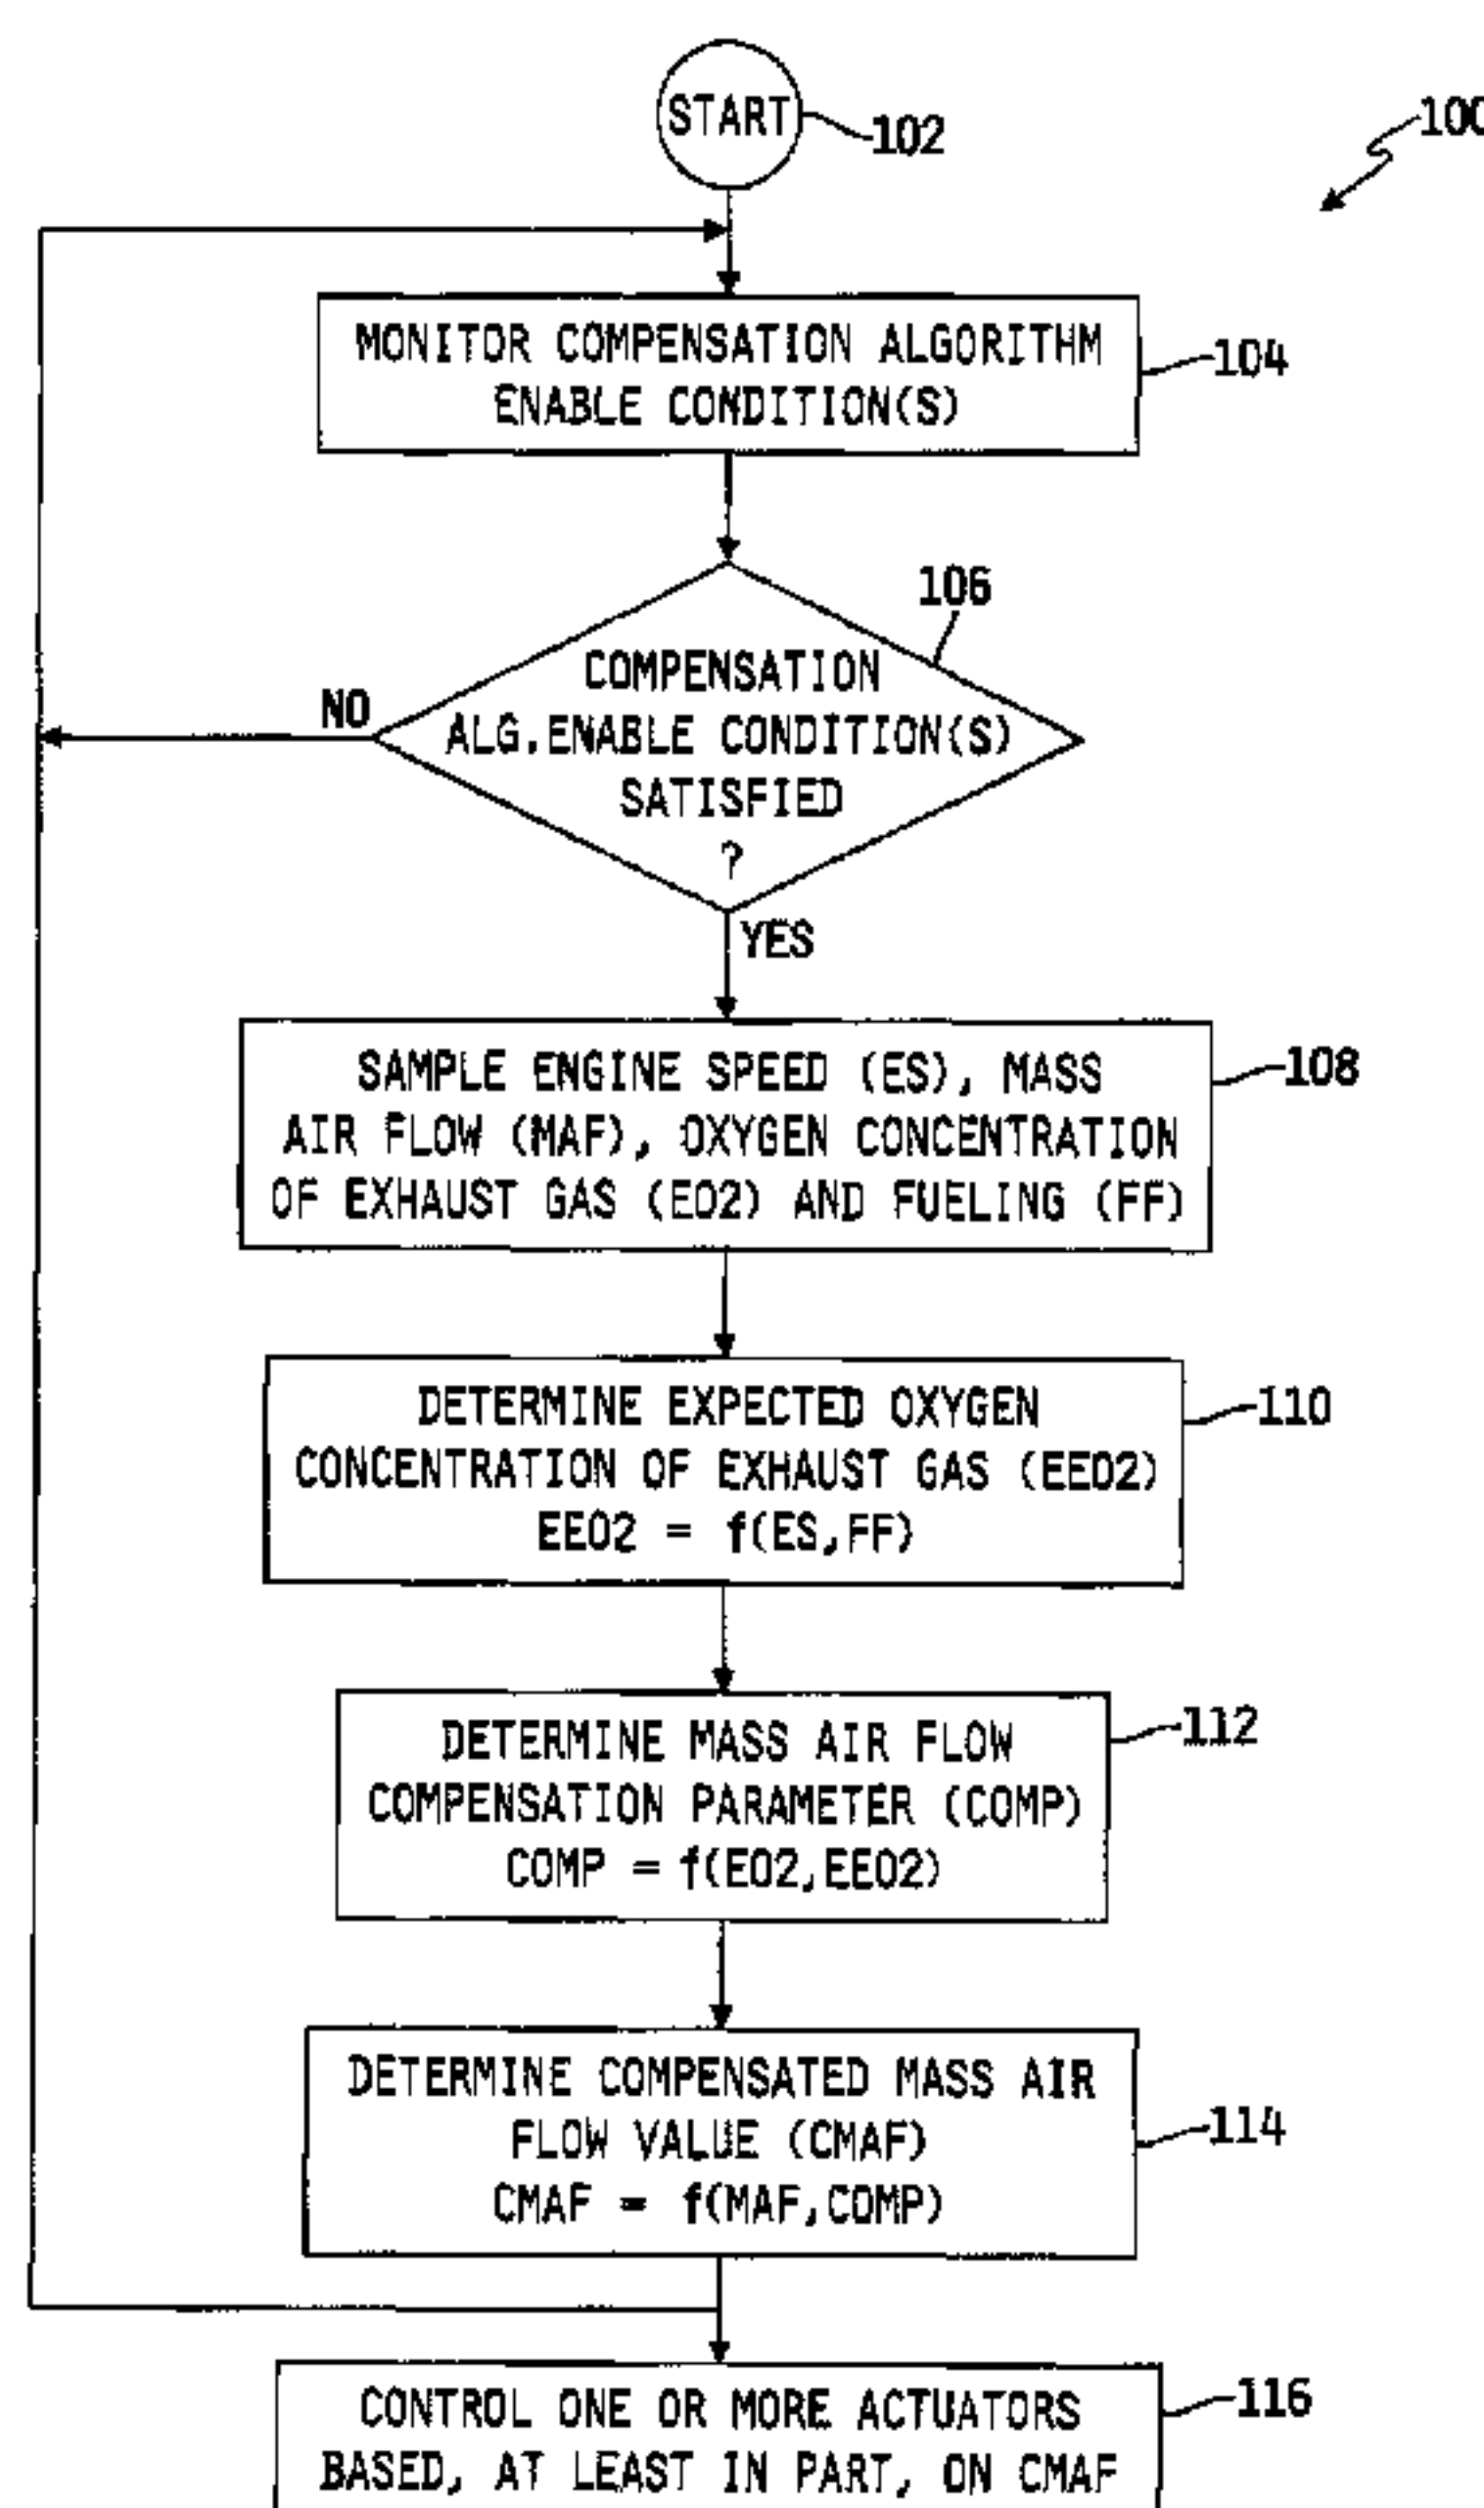 START
102
100
MONITOR COMPENSATION ALGORITHM
ENABLE CONDITION(S)
104
106
COMPENSATION
ALG.ENABLE CONDITION(S)
SATISFIED
?
NO
YES
SAMPLE ENGINE SPEED (ES), MASS
AIR FLOW (MAF), OXYGEN CONCENTRATION
OF EXHAUST GAS (EO2) AND FUELING (FF)
108
DETERMINE EXPECTED OXYGEN
CONCENTRATION OF EXHAUST GAS (EEO2)
EEO2 = f(ES,FF)
110
DETERMINE MASS AIR FLOW
COMPENSATION PARAMETER (COMP)
COMP = f(EO2,EEO2)
112
DETERMINE COMPENSATED MASS AIR
FLOW VALUE (CMAF)
CMAF = f(MAF,COMP)
114
CONTROL ONE OR MORE ACTUATORS
BASED, AT LEAST IN PART, ON CMAF
116